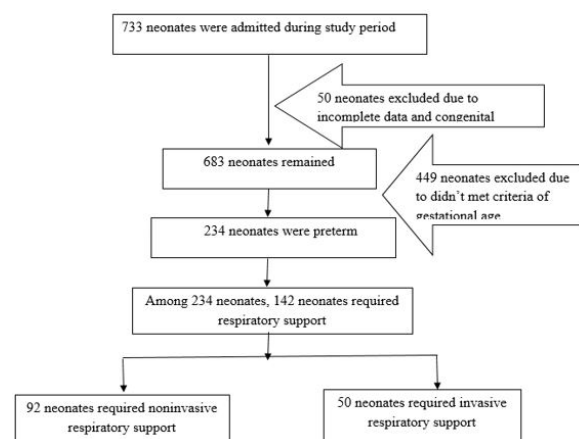 733 neonates were admitted during study period
50 neonates excluded due to
incomplete data and congenital
683 neonates remained
449 neonates excluded due
to didn't met criteria of
gestational age
234 neonates were preterm
Among 234 neonates, 142 neonates required
respiratory support
92 neonates required noninvasive
respiratory support
50 neonates required invasive
respiratory support